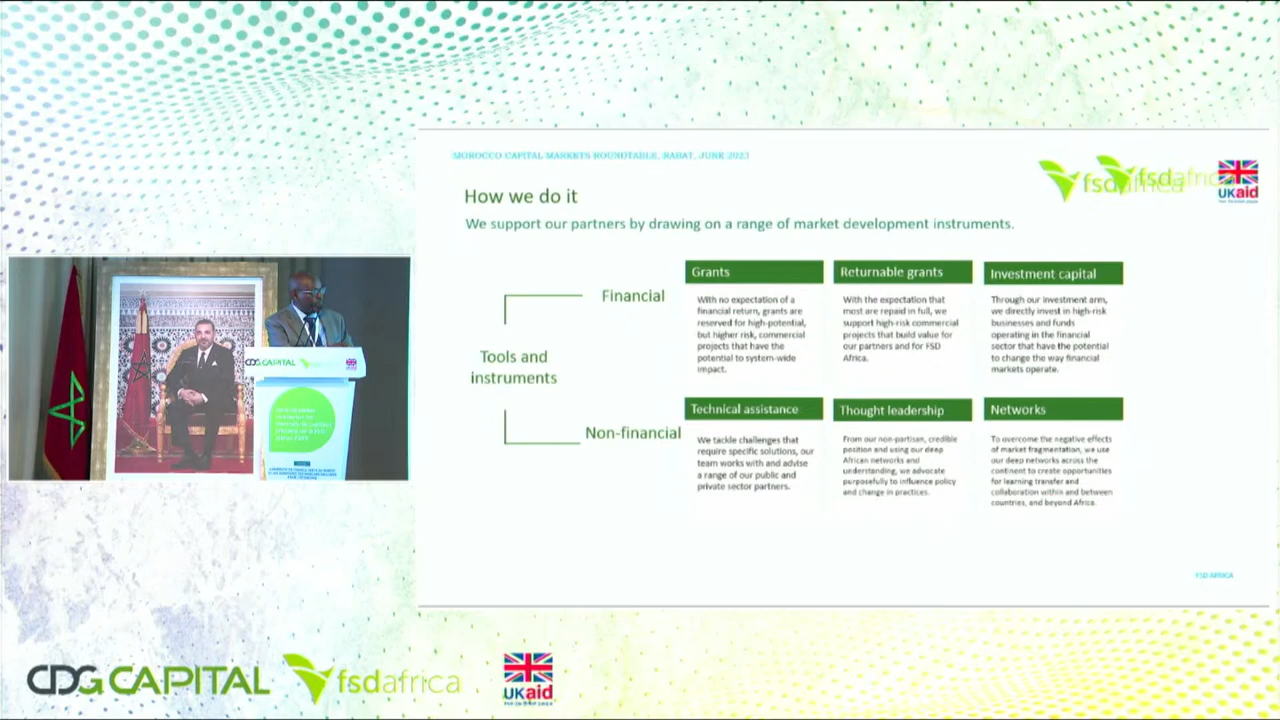 MOROCCO CAPITAL MARKETS ROUNDTABLE, RABAT, JUNE 2023
fsdafrica
fsdafrica
UKaid
How we do it
We support our partners by drawing on a range of market development instruments.
Tools and
instruments
Financial
Grants
With no expectation of a
financial return, grants are
reserved for high-potential,
but higher risk, commercial
projects that have the
potential to system-wide
impact.
Returnable grants
With the expectation that
most are repaid in full, we
support high-risk commercial
projects that build value for
our partners and for FSD
Africa.
Investment capital
Through our investment arm,
we directly invest in high-risk
businesses and funds
operating in the financial
sector that have the potential
to change the way financial
markets operate.
Non-financial
Technical assistance
We tackle challenges that
require specific solutions, our
team works with and advise
a range of our public and
private sector partners.
Thought leadership
From our non-partisan, credible
position and using our deep
African networks and
understanding, we advocate
purposefully to influence policy
and change in practices.
Networks
To overcome the negative effects
of market fragmentation, we use
our deep networks across the
continent to create opportunities
for learning transfer and
collaboration within and between
countries, and beyond Africa.
FSD AFRICA
CDG CAPITAL
CDG CAPITAL
fsdafrica
UKaid